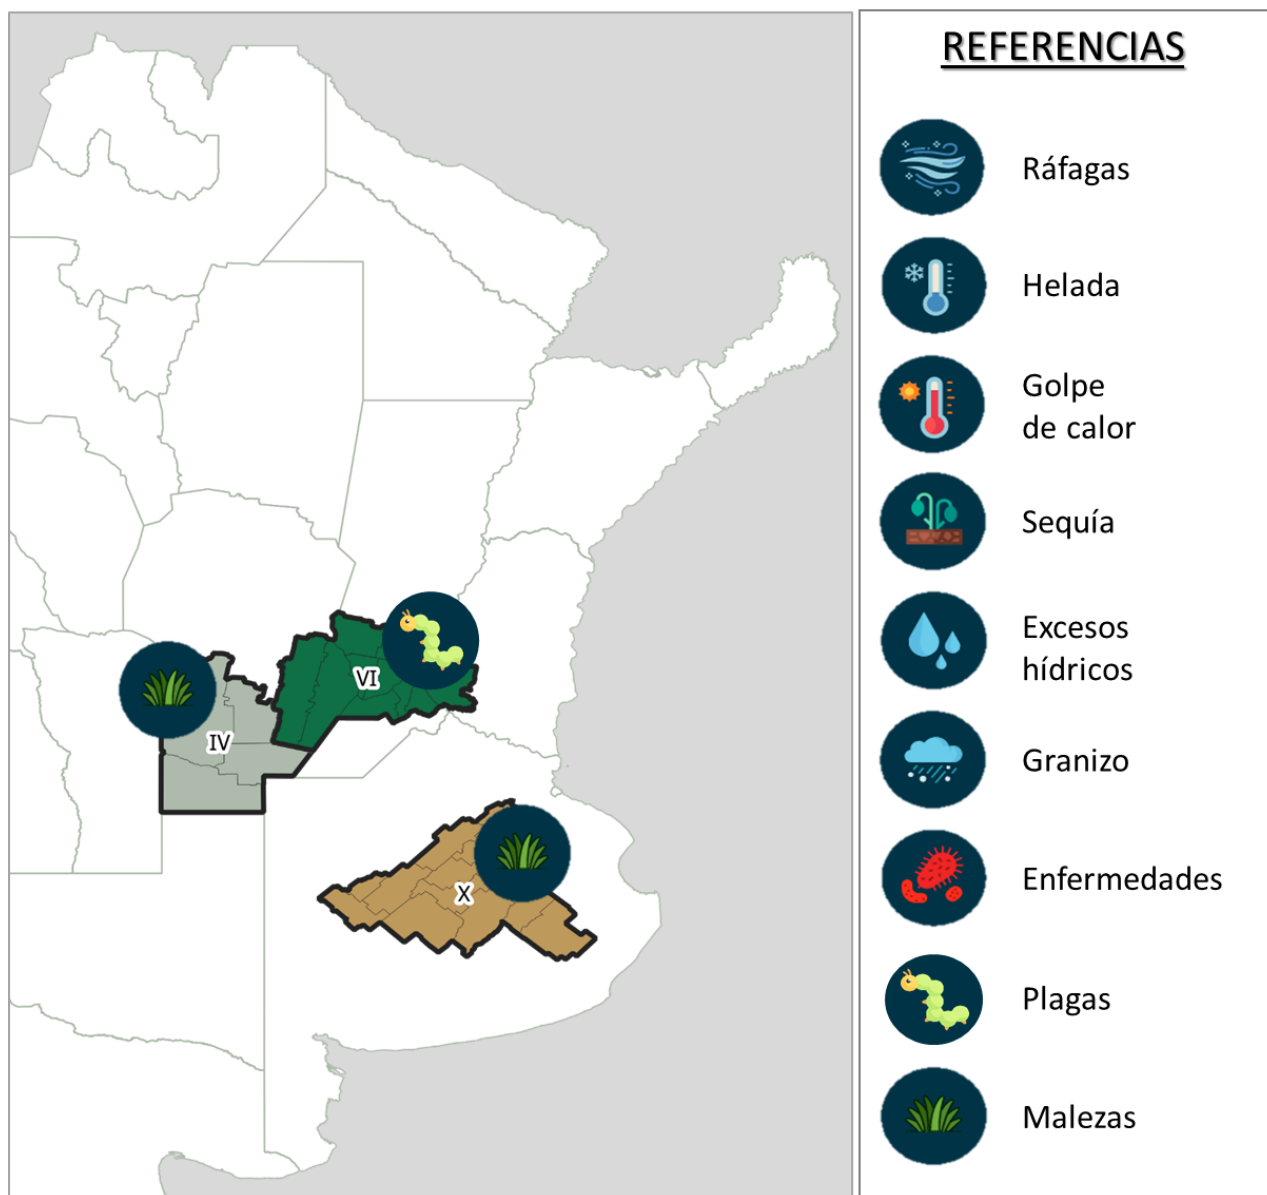 REFERENCIAS
Ráfagas
Helada
Golpe
de calor
Sequía
Excesos
hídricos
Granizo
Enfermedades
Plagas
Malezas
VI
IV
X